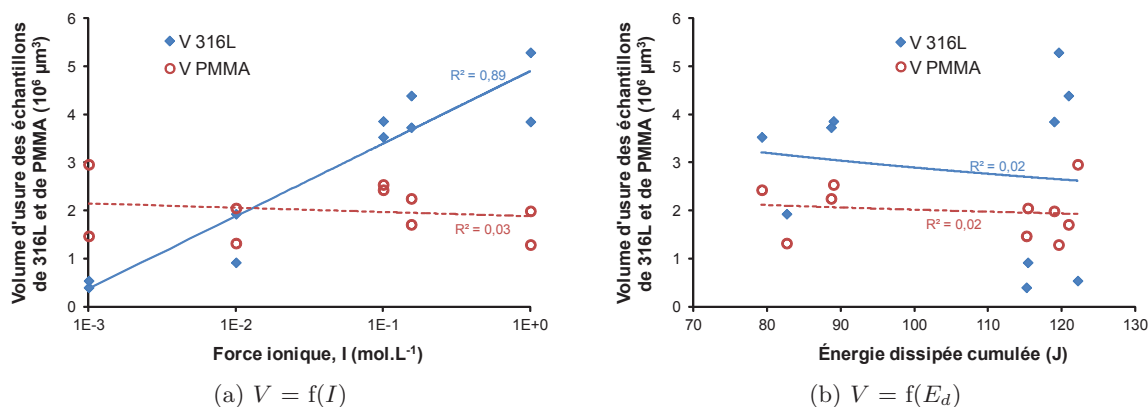 Volume d'usure des échantillons
de 316L et de PMMA (10⁶ µm³)
6
5
4
3
2
1
0
V 316L
V PMMA
R² = 0,89
R² = 0,03
1E-3
1E-2
1E-1
1E+0
Force ionique, I (mol.L⁻¹)
(a) V = f(I)
Volume d'usure des échantillons
de 316L et de PMMA (10⁶ µm³)
6
5
4
3
2
1
0
V 316L
V PMMA
R² = 0,02
R² = 0,02
70
80
90
100
110
120
130
Énergie dissipée cumulée (J)
(b) V = f(E_d)